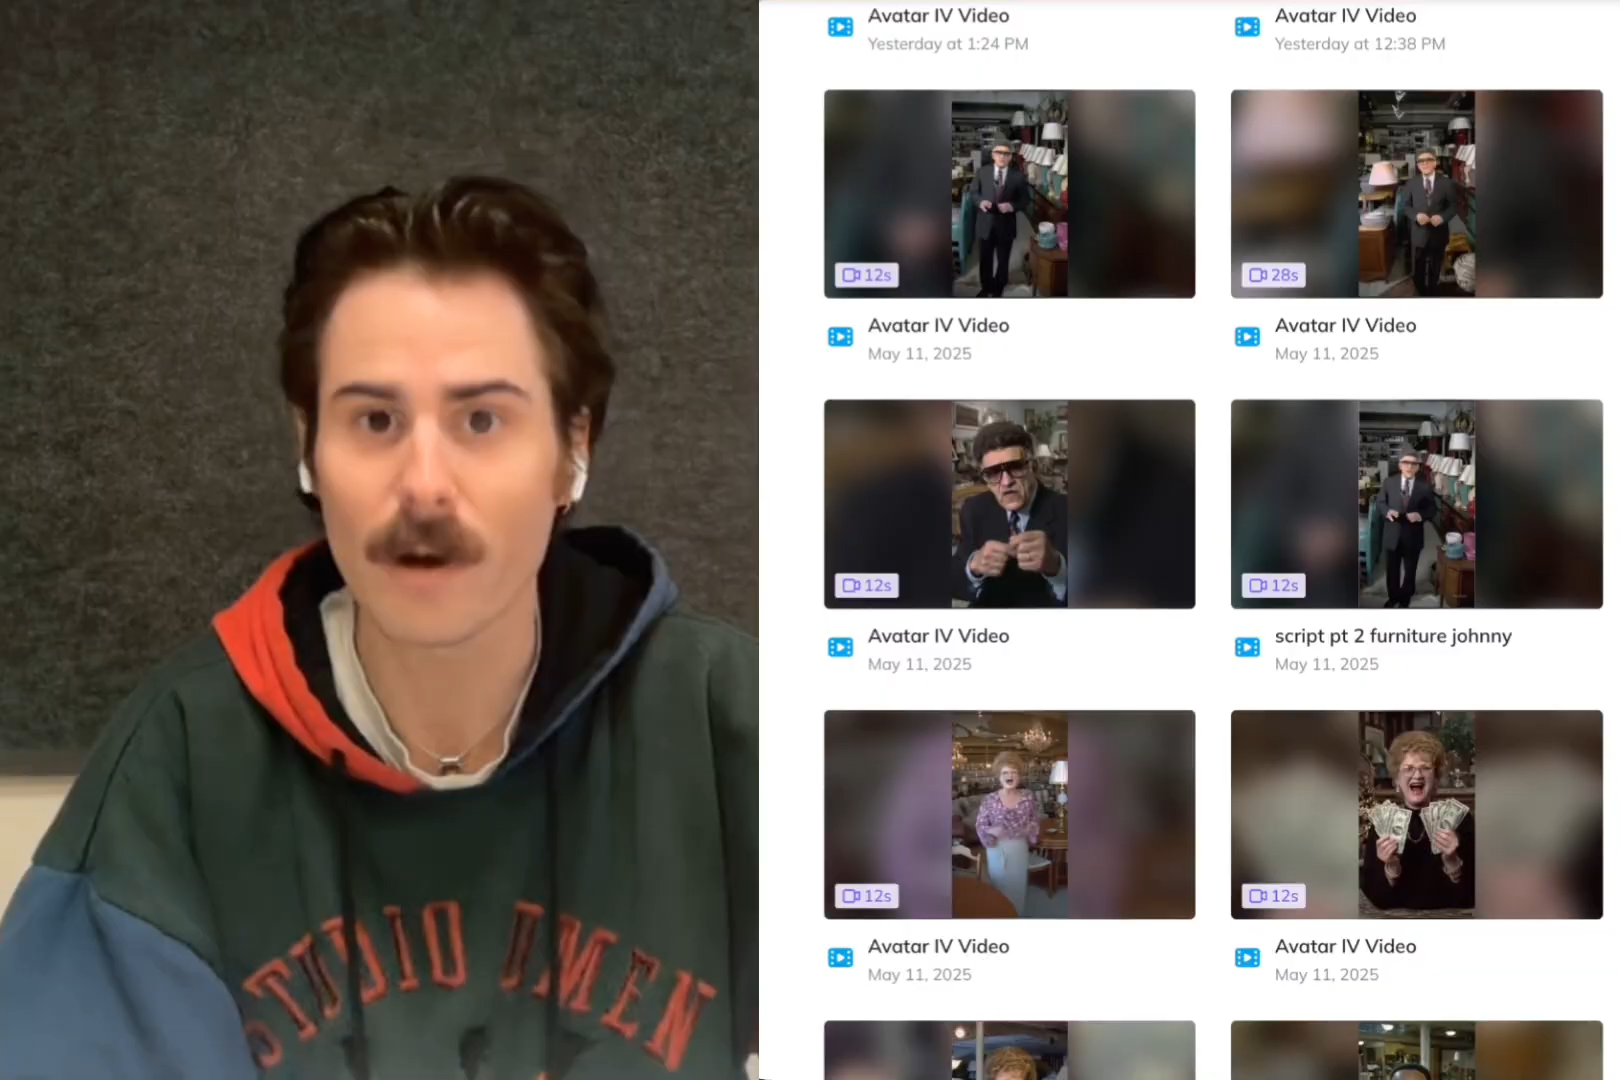 Avatar IV Video
Yesterday at 1:24 PM
Avatar IV Video
Yesterday at 12:38 PM
12s
28s
Avatar IV Video
May 11, 2025
Avatar IV Video
May 11, 2025
12s
12s
Avatar IV Video
May 11, 2025
script pt 2 furniture johnny
May 11, 2025
12s
12s
Avatar IV Video
May 11, 2025
Avatar IV Video
May 11, 2025
STUDIO OMEN